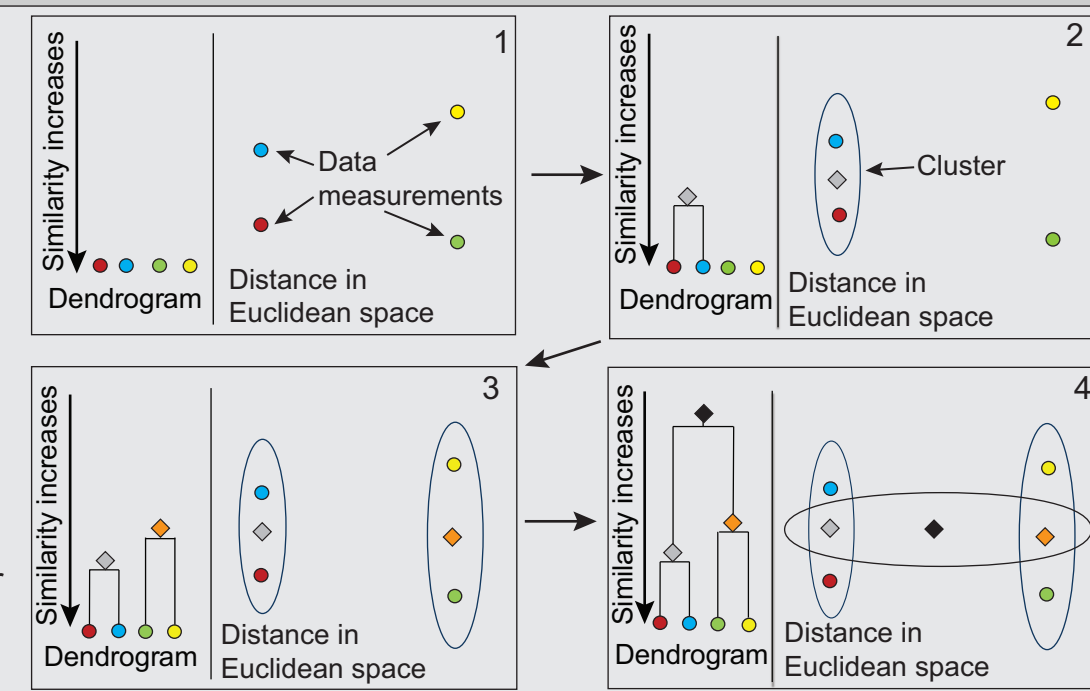 1
Similarity increases
Data
measurements
Dendrogram
Distance in
Euclidean space
2
Similarity increases
Cluster
Dendrogram
Distance in
Euclidean space
3
Similarity increases
Dendrogram
Distance in
Euclidean space
4
Similarity increases
Dendrogram
Distance in
Euclidean space